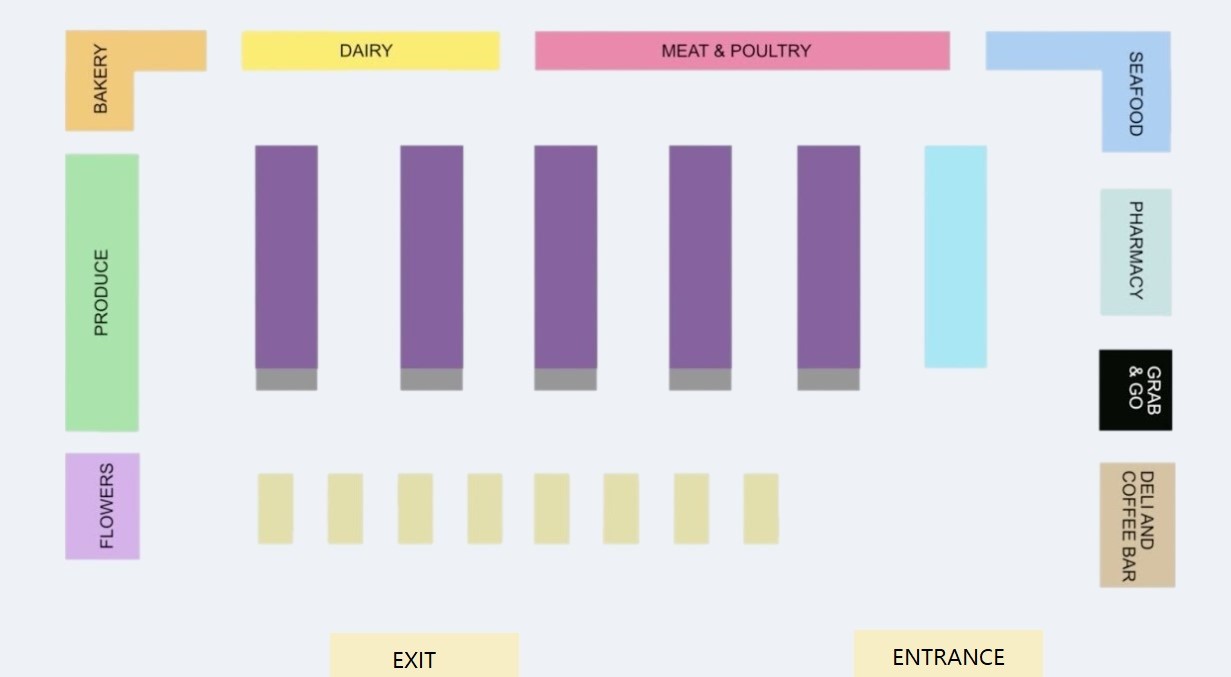 BAKERY
DAIRY
MEAT & POULTRY
SEAFOOD
PRODUCE
PHARMACY
GRAB
& GO
FLOWERS
DELI AND
COFFEE BAR
EXIT
ENTRANCE